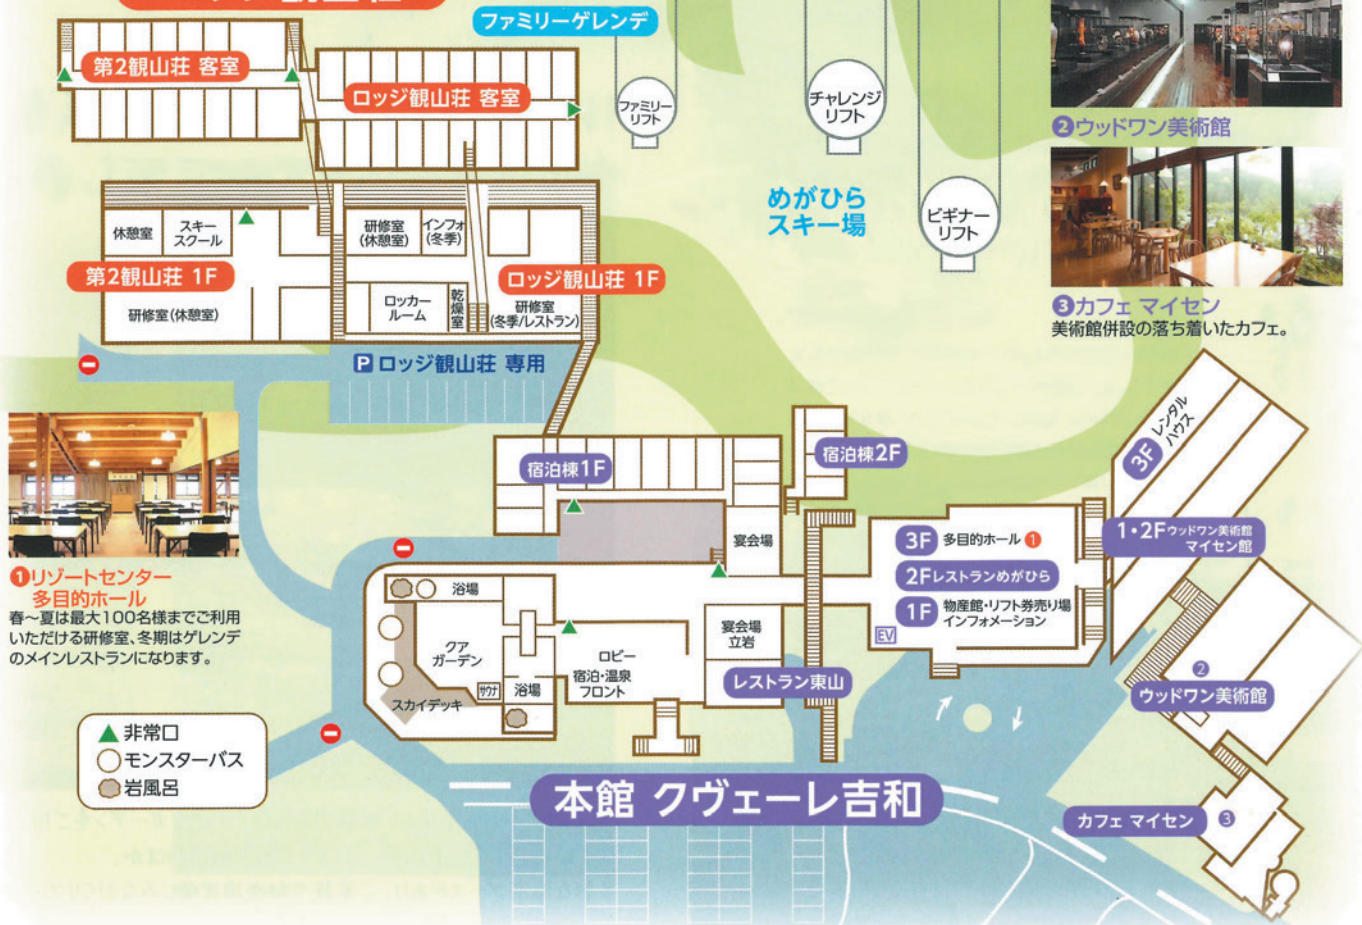 ファミリーゲレンデ
第2観山荘 客室
ロッジ観山荘 客室
ファミリー
リフト
チャレンジ
リフト
ビギナー
リフト
めがひら
スキー場
❷ウッドワン美術館
❸カフェ マイセン
美術館併設の落ち着いたカフェ。
休憩室
スキー
スクール
研修室
(休憩室)
インフォ
(冬季)
第2観山荘 1F
ロッジ観山荘 1F
研修室(休憩室)
ロッカー
ルーム
乾燥室
研修室
(冬季/レストラン)
P ロッジ観山荘 専用
❶リゾートセンター
多目的ホール
春〜夏は最大100名様までご利用
いただける研修室、冬期はゲレンデ
のメインレストランになります。
宿泊棟1F
宿泊棟2F
3F レンタル
ハウス
宴会場
3F 多目的ホール ❶
2F レストランめがひら
1F 物産館・リフト券売り場
インフォメーション
EV
1・2F ウッドワン美術館
マイセン館
浴場
クア
ガーデン
サウナ
浴場
スカイデッキ
ロビー
宿泊・温泉
フロント
宴会場
立岩
レストラン東山
❷
ウッドワン美術館
カフェ マイセン ❸
非常口
モンスターバス
岩風呂
本館 クヴェーレ吉和